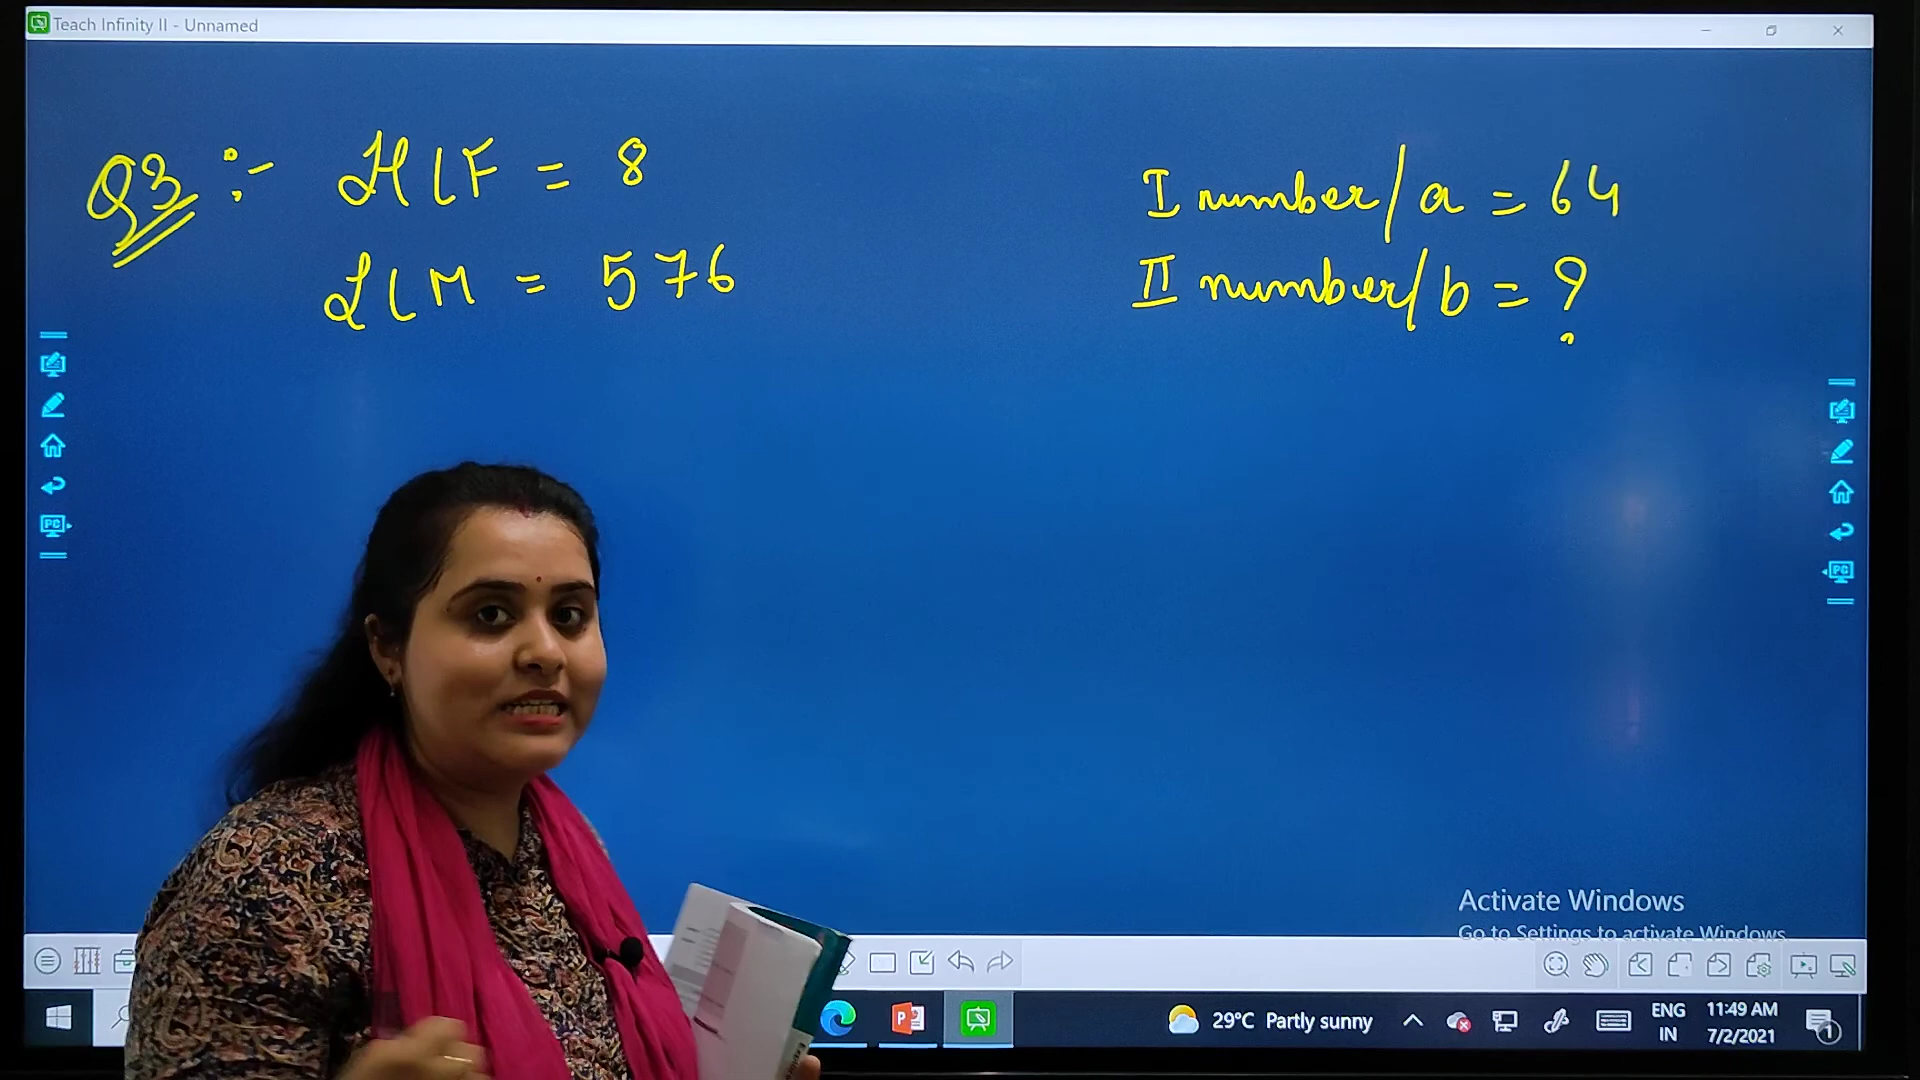 Teach Infinity II - Unnamed
Q3 :- HCF = 8
LCM = 576
I number/a = 64
II number/b = ?
Activate Windows
Go to Settings to activate Windows.
29°C Partly sunny
ENG
IN
11:49 AM
7/2/2021